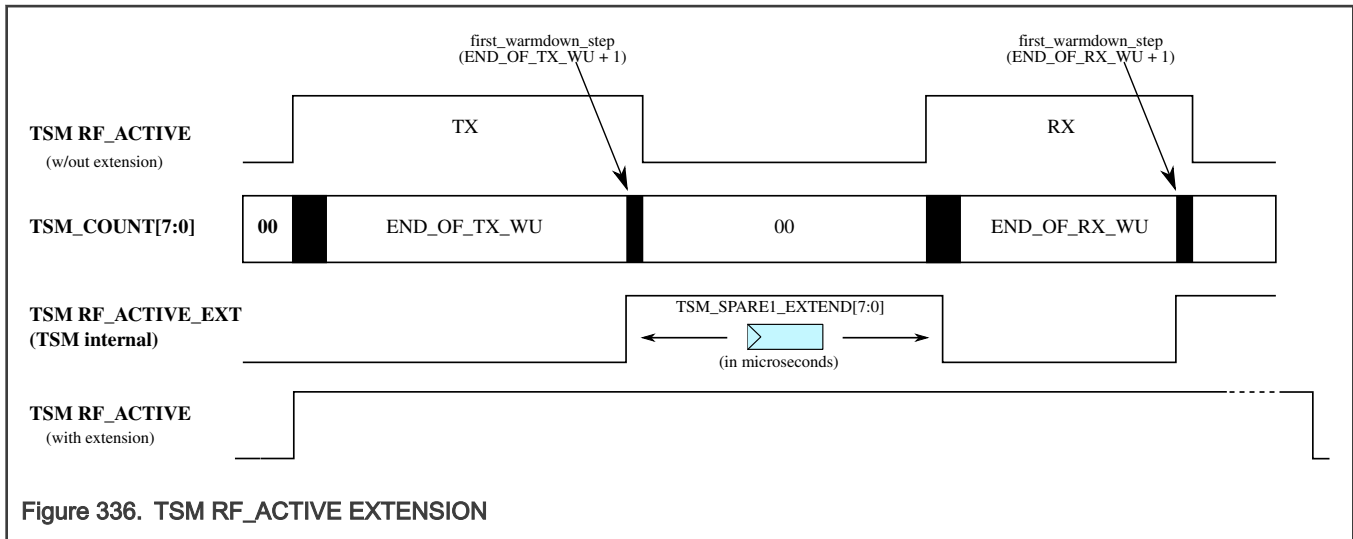 first_warmdown_step
(END_OF_TX_WU + 1)
first_warmdown_step
(END_OF_RX_WU + 1)
TSM RF_ACTIVE
(w/out extension)
TX
RX
TSM_COUNT[7:0]
00
END_OF_TX_WU
00
END_OF_RX_WU
TSM RF_ACTIVE_EXT
(TSM internal)
TSM_SPARE1_EXTEND[7:0]
(in microseconds)
TSM RF_ACTIVE
(with extension)
Figure 336. TSM RF_ACTIVE EXTENSION